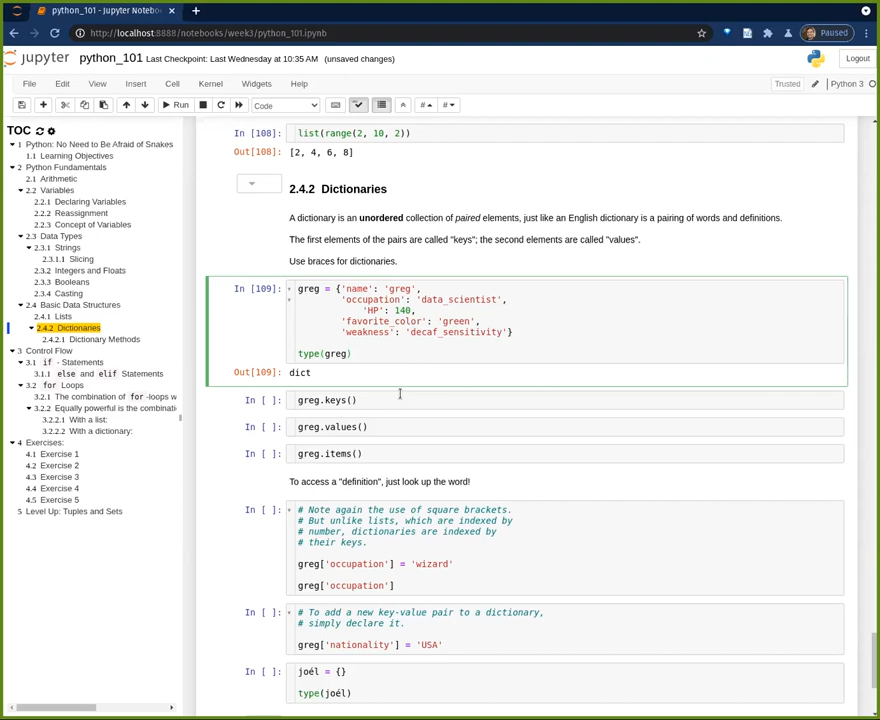 python_101 - Jupyter Notebo
http://localhost:8888/notebooks/week3/python_101.ipynb
Paused
jupyter python_101 Last Checkpoint: Last Wednesday at 10:35 AM (unsaved changes)
Logout
File Edit View Insert Cell Kernel Widgets Help
Trusted
Python 3
Run
Code
TOC
1 Python: No Need to Be Afraid of Snakes
1.1 Learning Objectives
2 Python Fundamentals
2.1 Arithmetic
2.2 Variables
2.2.1 Declaring Variables
2.2.2 Reassignment
2.2.3 Concept of Variables
2.3 Data Types
2.3.1 Strings
2.3.1.1 Slicing
2.3.2 Integers and Floats
2.3.3 Booleans
2.3.4 Casting
2.4 Basic Data Structures
2.4.1 Lists
2.4.2 Dictionaries
2.4.2.1 Dictionary Methods
3 Control Flow
3.1 if - Statements
3.1.1 else and elif Statements
3.2 for Loops
3.2.1 The combination of for -loops w
3.2.2 Equally powerful is the combinati
3.2.2.1 With a list:
3.2.2.2 With a dictionary:
4 Exercises:
4.1 Exercise 1
4.2 Exercise 2
4.3 Exercise 3
4.4 Exercise 4
4.5 Exercise 5
5 Level Up: Tuples and Sets
In [108]: list(range(2, 10, 2))
Out[108]: [2, 4, 6, 8]
2.4.2 Dictionaries
A dictionary is an unordered collection of paired elements, just like an English dictionary is a pairing of words and definitions.
The first elements of the pairs are called "keys"; the second elements are called "values".
Use braces for dictionaries.
In [109]: greg = {'name': 'greg',
'occupation': 'data_scientist',
'HP': 140,
'favorite_color': 'green',
'weakness': 'decaf_sensitivity'}
type(greg)
Out[109]: dict
In [ ]: greg.keys()
In [ ]: greg.values()
In [ ]: greg.items()
To access a "definition", just look up the word!
In [ ]: # Note again the use of square brackets.
# But unlike lists, which are indexed by
# number, dictionaries are indexed by
# their keys.
greg['occupation'] = 'wizard'
greg['occupation']
In [ ]: # To add a new key-value pair to a dictionary,
# simply declare it.
greg['nationality'] = 'USA'
In [ ]: joél = {}
type(joél)